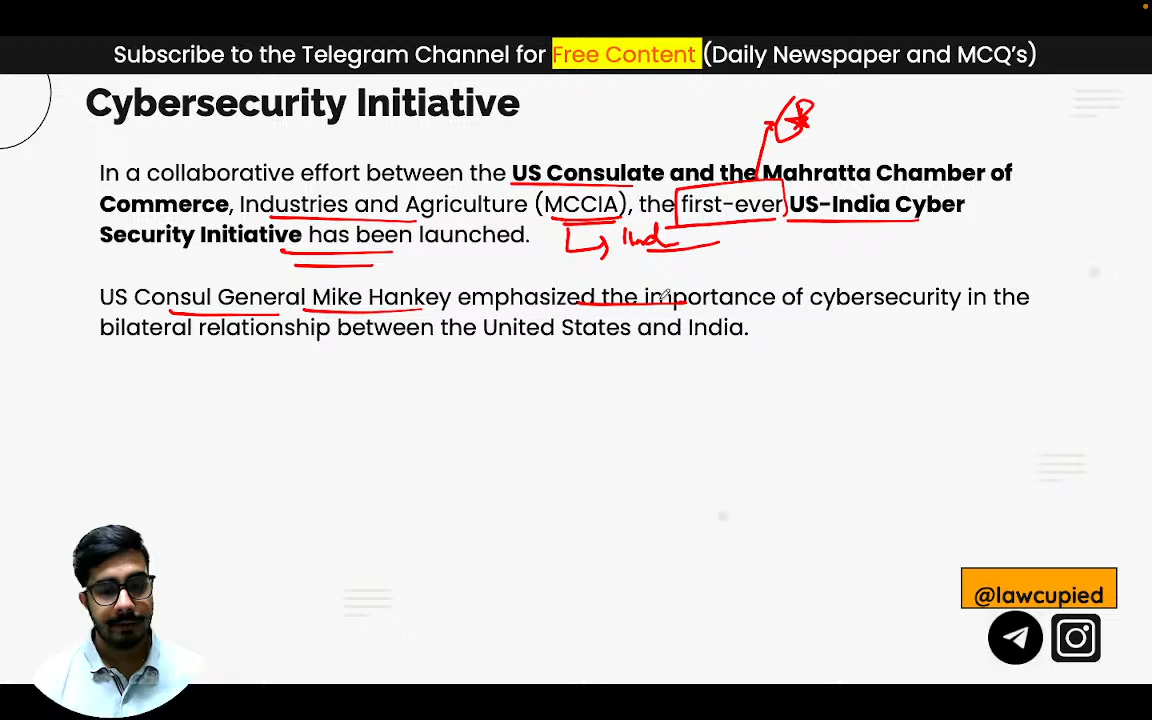 Subscribe to the Telegram Channel for Free Content (Daily Newspaper and MCQ's)
Cybersecurity Initiative
In a collaborative effort between the US Consulate and the Mahratta Chamber of
Commerce, Industries and Agriculture (MCCIA), the first-ever US-India Cyber
Security Initiative has been launched.
Ind
US Consul General Mike Hankey emphasized the importance of cybersecurity in the
bilateral relationship between the United States and India.
@lawcupied